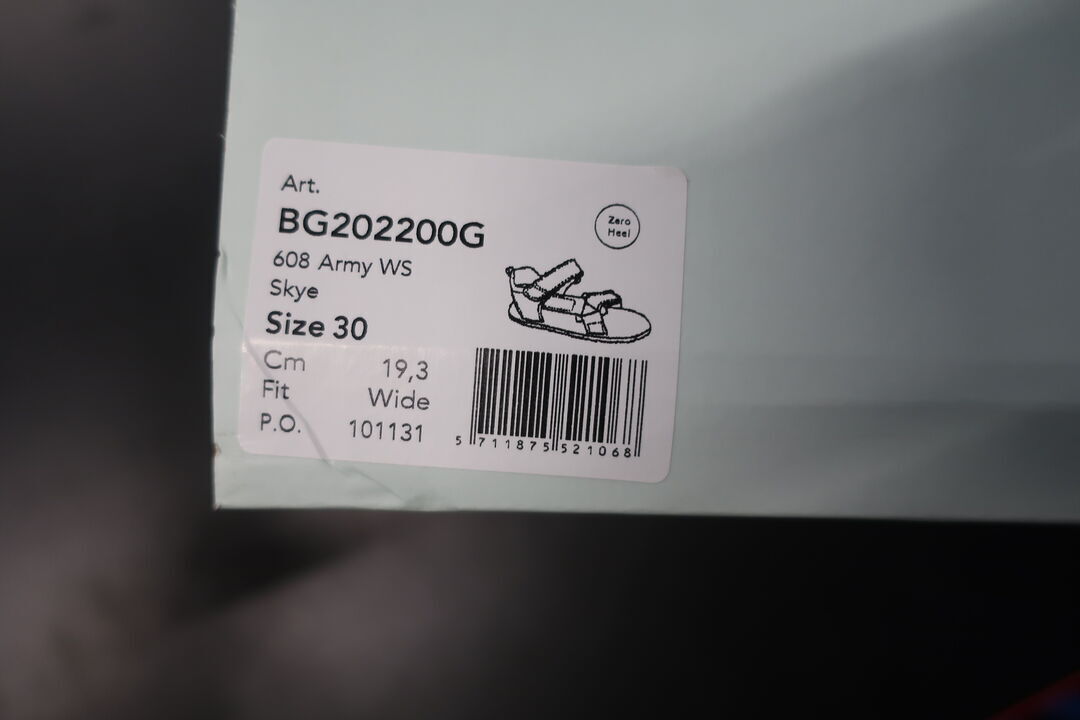 Art.
BG202200G
Zero
Heel
608 Army WS
Skye
Size 30
Cm 19,3
Fit Wide
P.O. 101131
5 711875 521068